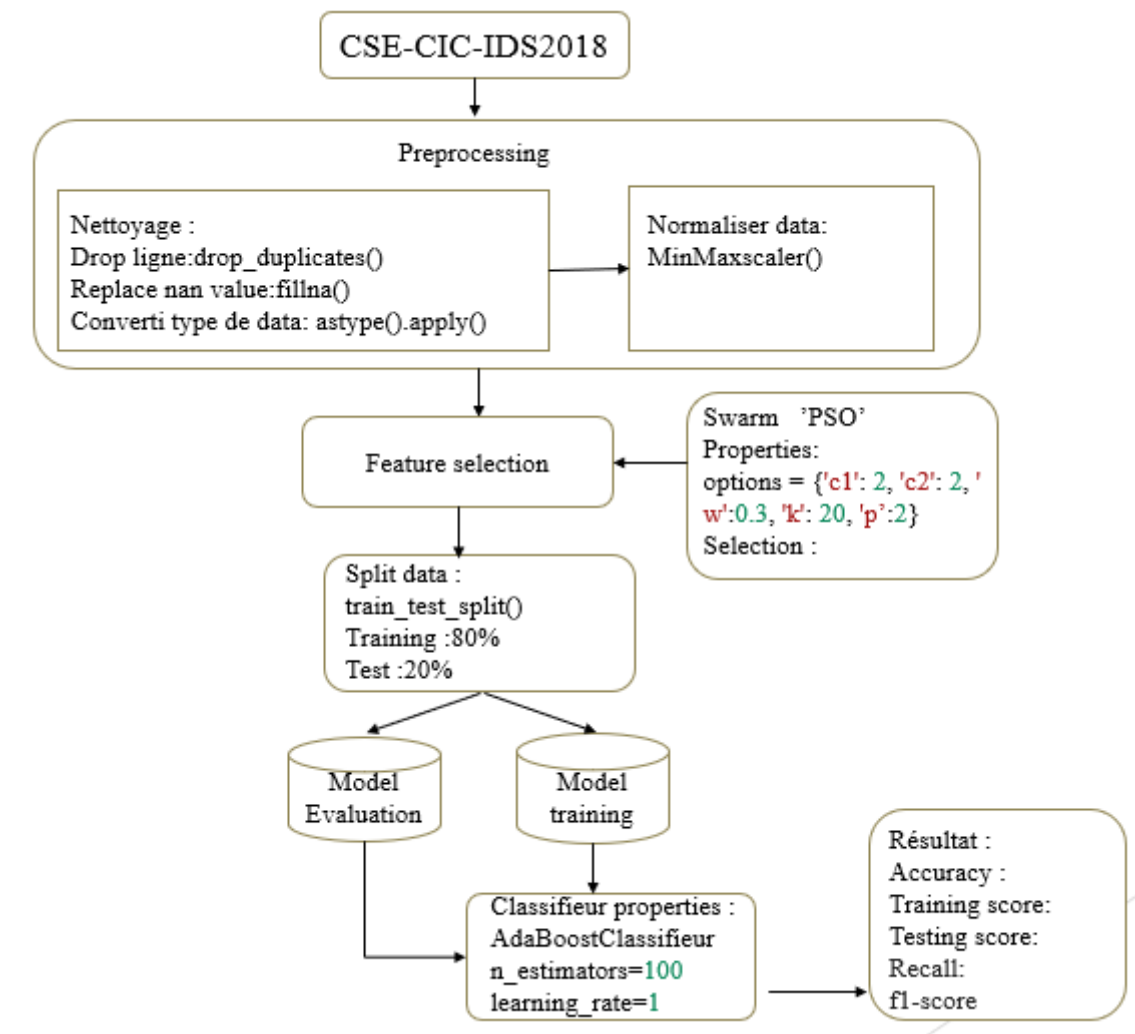 CSE-CIC-IDS2018
Preprocessing
Nettoyage :
Drop ligne:drop_duplicates()
Replace nan value:fillna()
Converti type de data: astype().apply()
Normaliser data:
MinMaxscaler()
Feature selection
Swarm ’PSO’
Properties:
options = {'c1': 2, 'c2': 2, '
w':0.3, 'k': 20, 'p’:2}
Selection :
Split data :
train_test_split()
Training :80%
Test :20%
Model
Evaluation
Model
training
Classifieur properties :
AdaBoostClassifieur
n_estimators=100
learning_rate=1
Résultat :
Accuracy :
Training score:
Testing score:
Recall:
f1-score